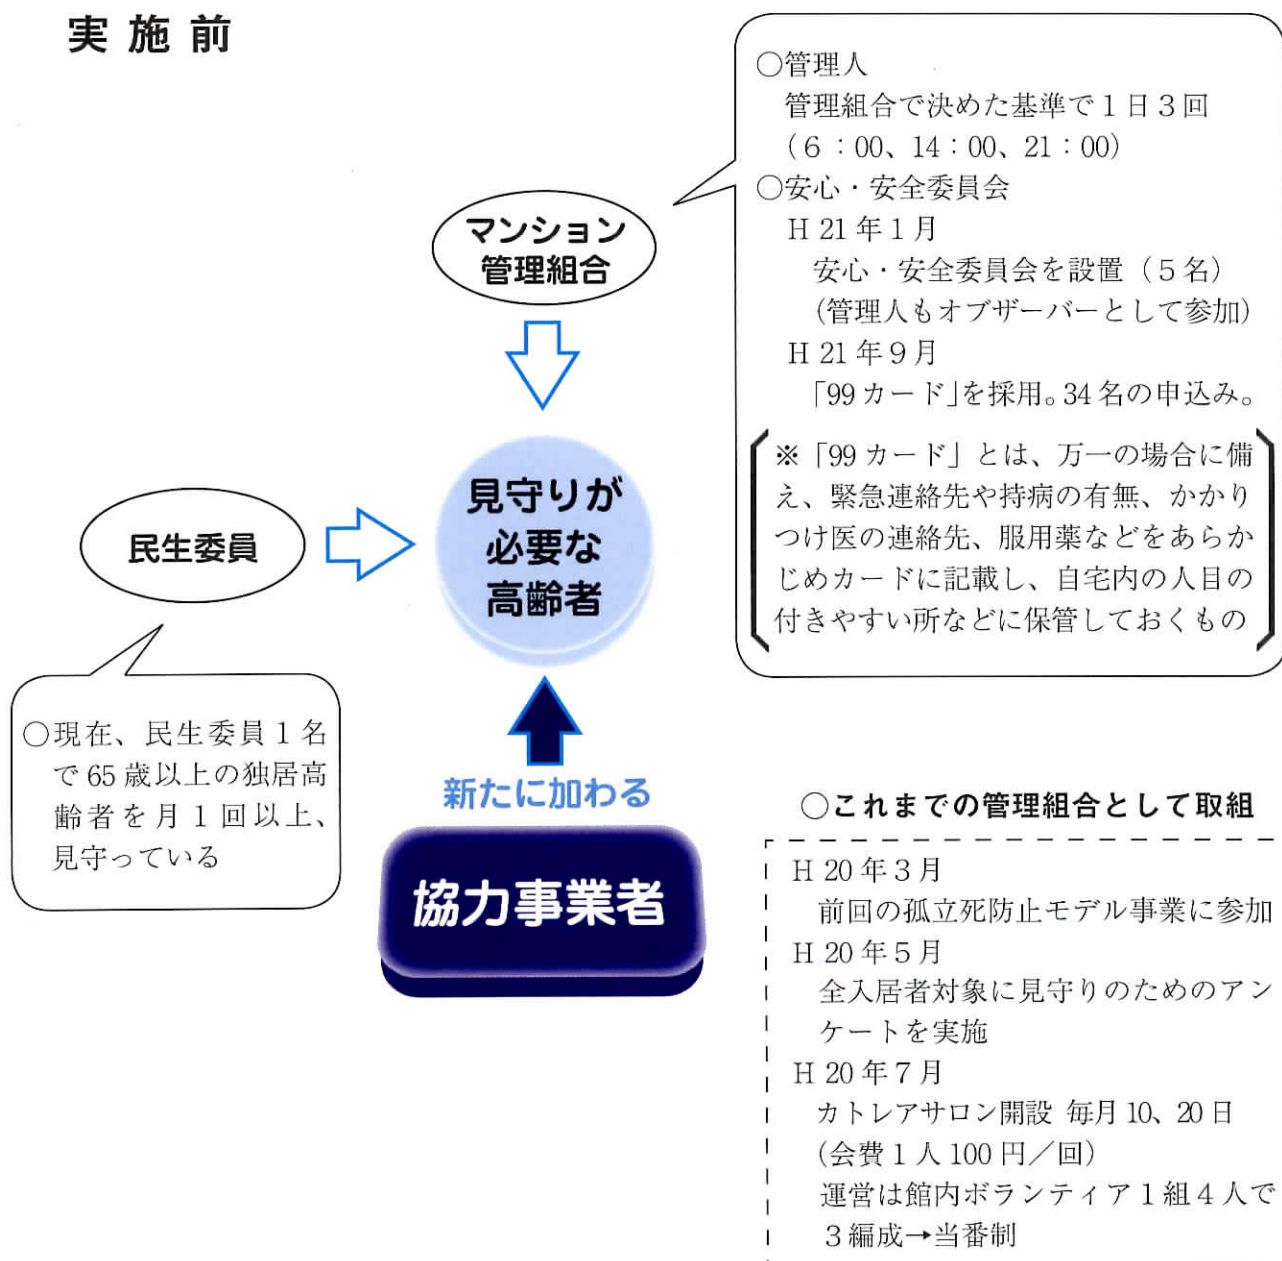 実施前
○管理人
管理組合で決めた基準で1日3回
（6：00、14：00、21：00）
○安心・安全委員会
H 21年1月
安心・安全委員会を設置（5名）
（管理人もオブザーバーとして参加）
H 21年9月
「99カード」を採用。34名の申込み。
※「99カード」とは、万一の場合に備
え、緊急連絡先や持病の有無、かかり
つけ医の連絡先、服用薬などをあらか
じめカードに記載し、自宅内の人目の
付きやすい所などに保管しておくもの
マンション
管理組合
見守りが
必要な
高齢者
民生委員
○現在、民生委員1名
で65歳以上の独居高
齢者を月1回以上、
見守っている
新たに加わる
協力事業者
○これまでの管理組合として取組
H 20年3月
前回の孤立死防止モデル事業に参加
H 20年5月
全入居者対象に見守りのためのアン
ケートを実施
H 20年7月
カトレアサロン開設 毎月10、20日
（会費1人100円／回）
運営は館内ボランティア1組4人で
3編成→当番制